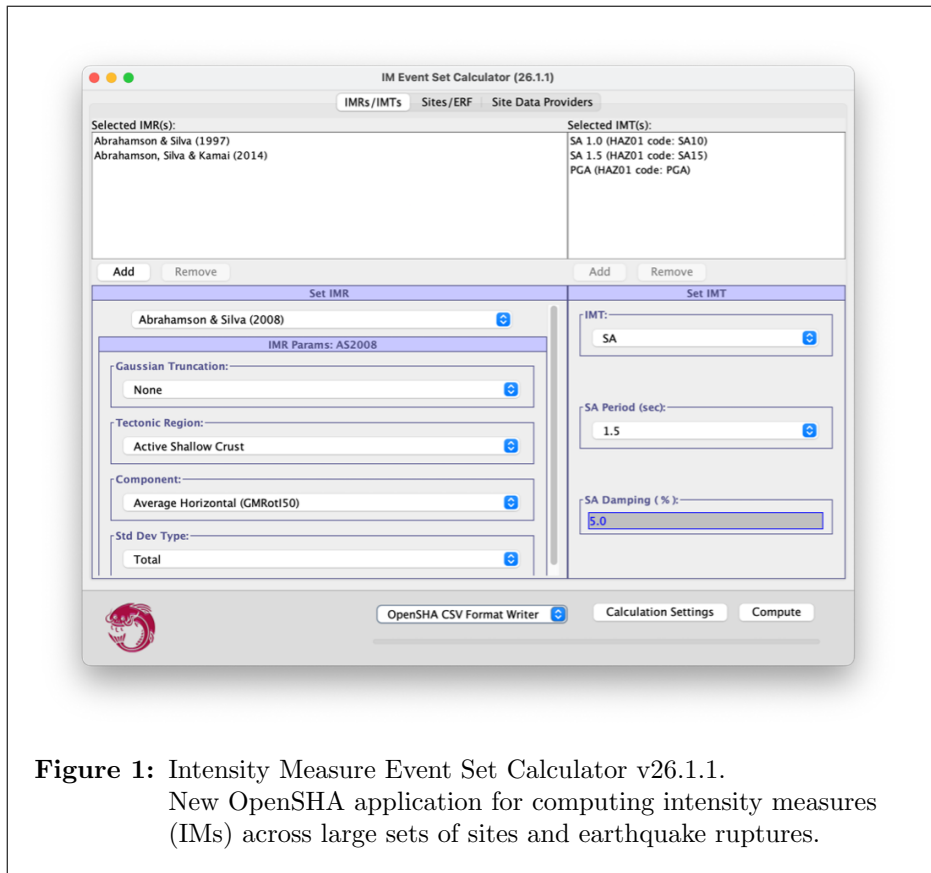 IM Event Set Calculator (26.1.1)
IMRs/IMTs Sites/ERF Site Data Providers
Selected IMR(s):
Abrahamson & Silva (1997)
Abrahamson, Silva & Kamai (2014)
Selected IMT(s):
SA 1.0 (HAZ01 code: SA10)
SA 1.5 (HAZ01 code: SA15)
PGA (HAZ01 code: PGA)
Add Remove
Add Remove
Set IMR
Abrahamson & Silva (2008)
IMR Params: AS2008
Gaussian Truncation:
None
Tectonic Region:
Active Shallow Crust
Component:
Average Horizontal (GMRotI50)
Std Dev Type:
Total
Set IMT
IMT:
SA
SA Period (sec):
1.5
SA Damping (%):
5.0
OpenSHA CSV Format Writer Calculation Settings Compute
Figure 1: Intensity Measure Event Set Calculator v26.1.1.
New OpenSHA application for computing intensity measures
(IMs) across large sets of sites and earthquake ruptures.